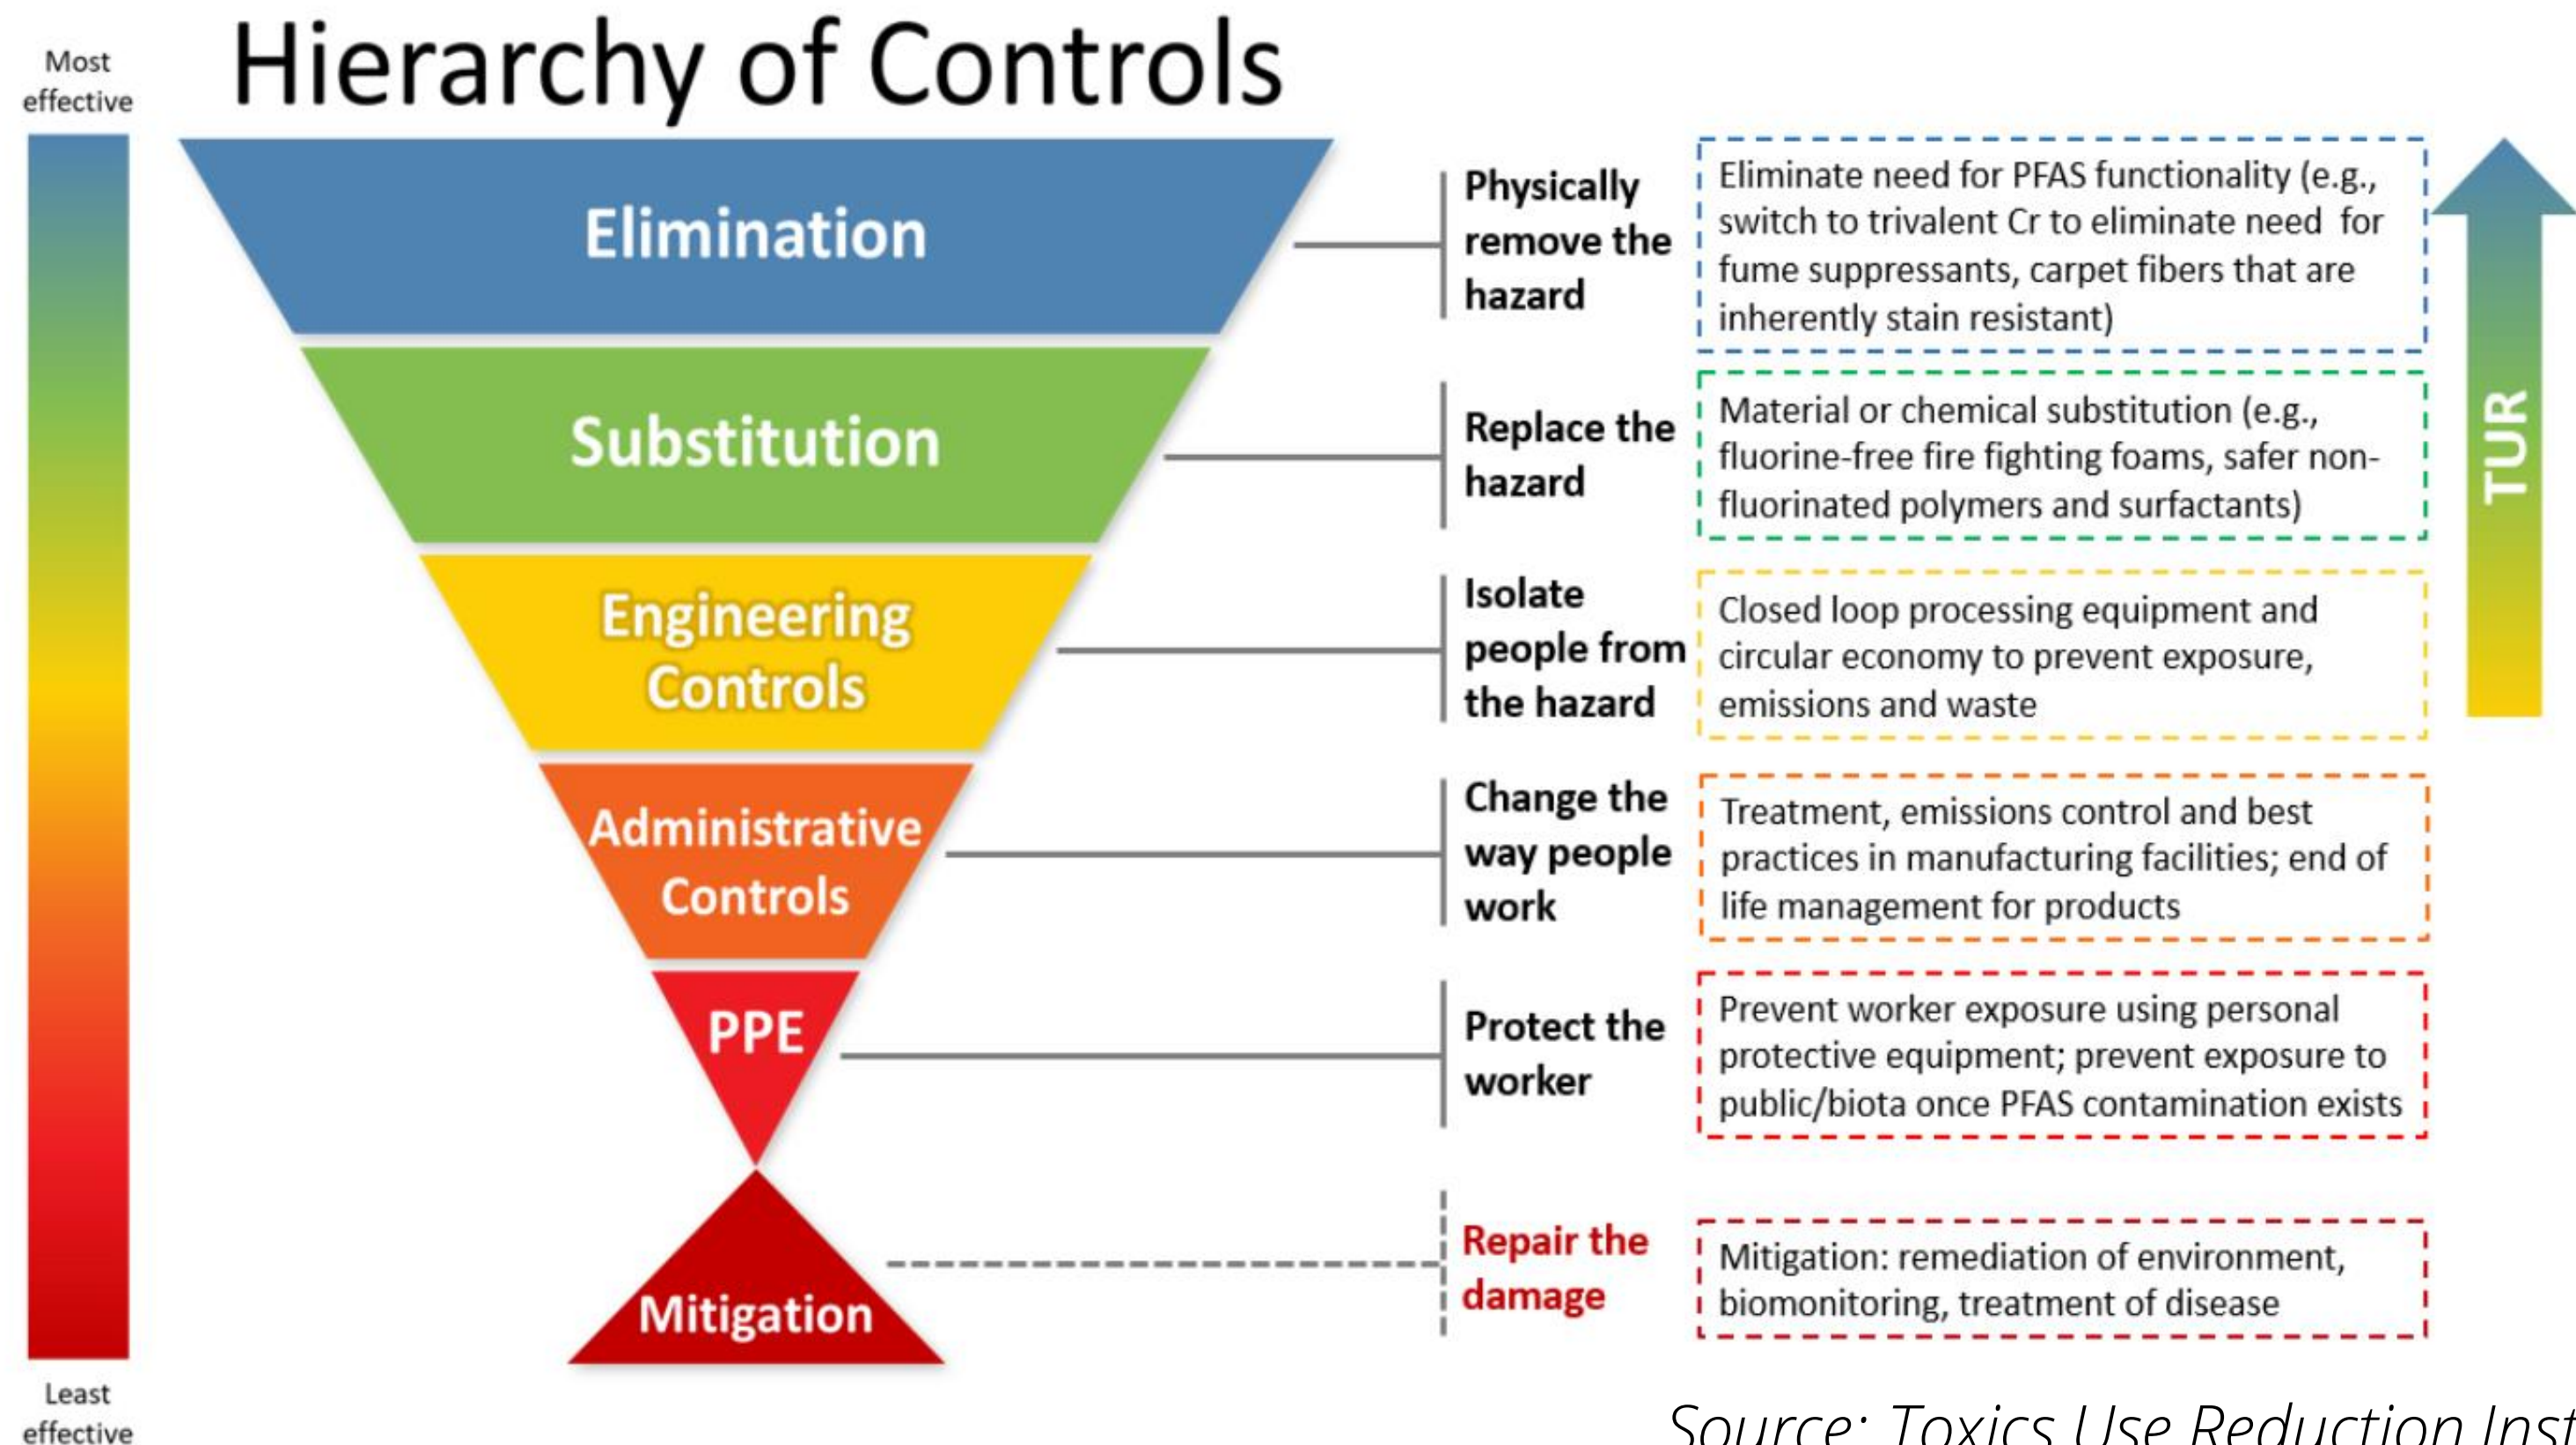 Hierarchy of Controls
Most
effective
Elimination
Physically
remove the
hazard
Eliminate need for PFAS functionality (e.g.,
switch to trivalent Cr to eliminate need for
fume suppressants, carpet fibers that are
inherently stain resistant)
Substitution
Replace the
hazard
Material or chemical substitution (e.g.,
fluorine-free fire fighting foams, safer non-
fluorinated polymers and surfactants)
TUR
Engineering
Controls
Isolate
people from
the hazard
Closed loop processing equipment and
circular economy to prevent exposure,
emissions and waste
Administrative
Controls
Change the
way people
work
Treatment, emissions control and best
practices in manufacturing facilities; end of
life management for products
PPE
Protect the
worker
Prevent worker exposure using personal
protective equipment; prevent exposure to
public/biota once PFAS contamination exists
Mitigation
Repair the
damage
Mitigation: remediation of environment,
biomonitoring, treatment of disease
Least
effective
Source: Toxics Use Reduction Inst